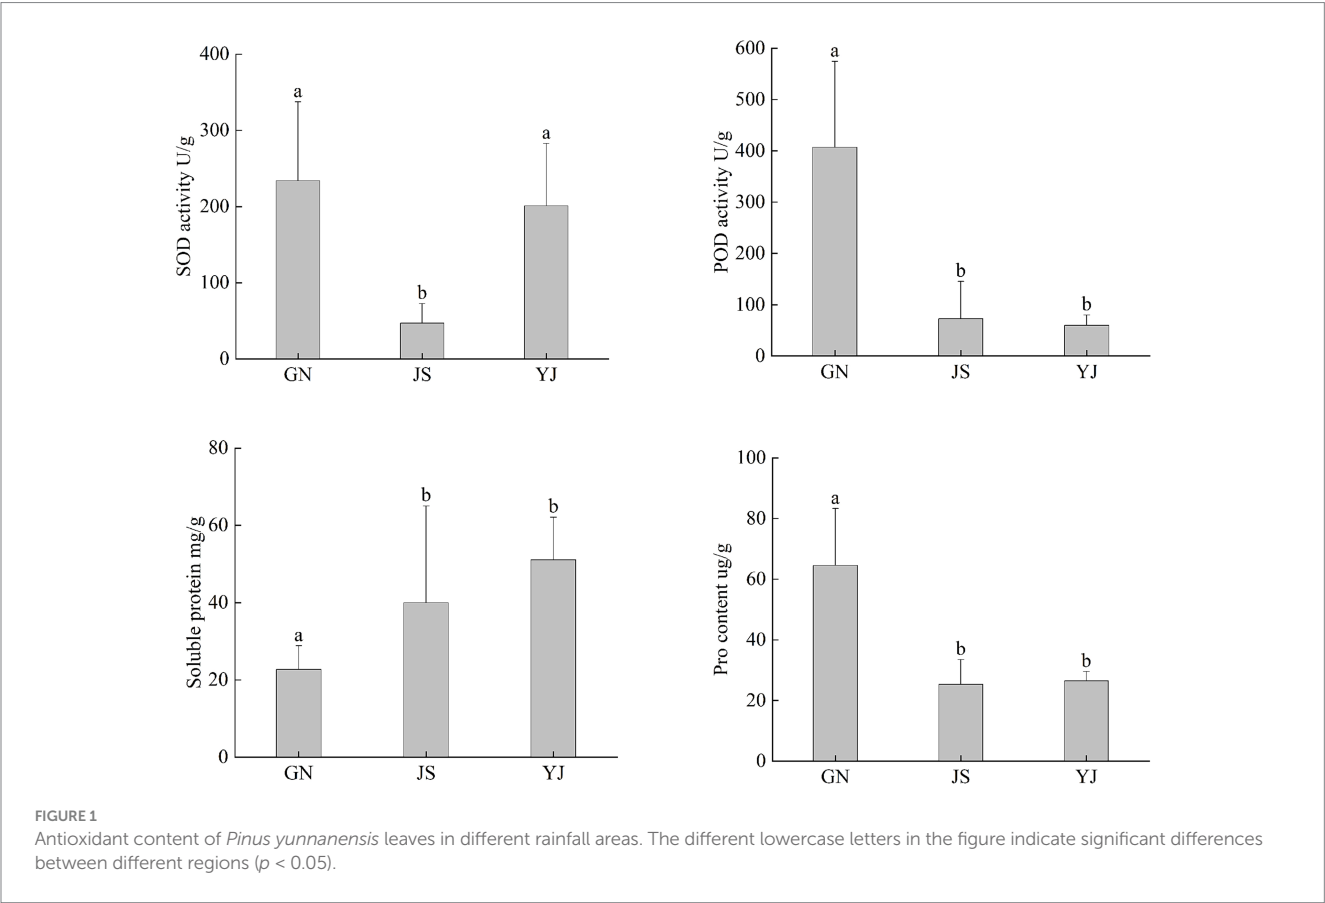 400
300
200
100
0
SOD activity U/g
a
b
a
GN JS YJ
600
500
400
300
200
100
0
POD activity U/g
a
b
b
GN JS YJ
80
60
40
20
0
Soluble protein mg/g
a
b
b
GN JS YJ
100
80
60
40
20
0
Pro content ug/g
a
b
b
GN JS YJ
FIGURE 1
Antioxidant content of Pinus yunnanensis leaves in different rainfall areas. The different lowercase letters in the figure indicate significant differences
between different regions (p < 0.05).